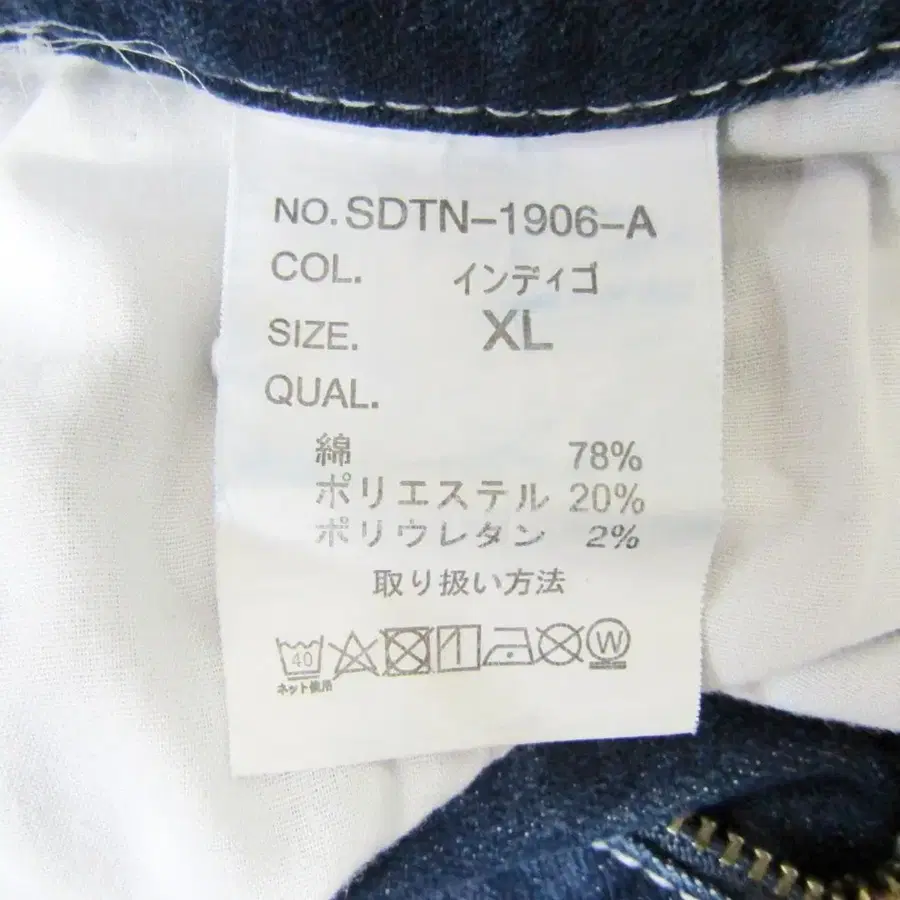 NO. SDTN-1906-A
COL. インディゴ
SIZE. XL
QUAL.
綿 78%
ポリエステル 20%
ポリウレタン 2%
取り扱い方法
40 W
ネット使用